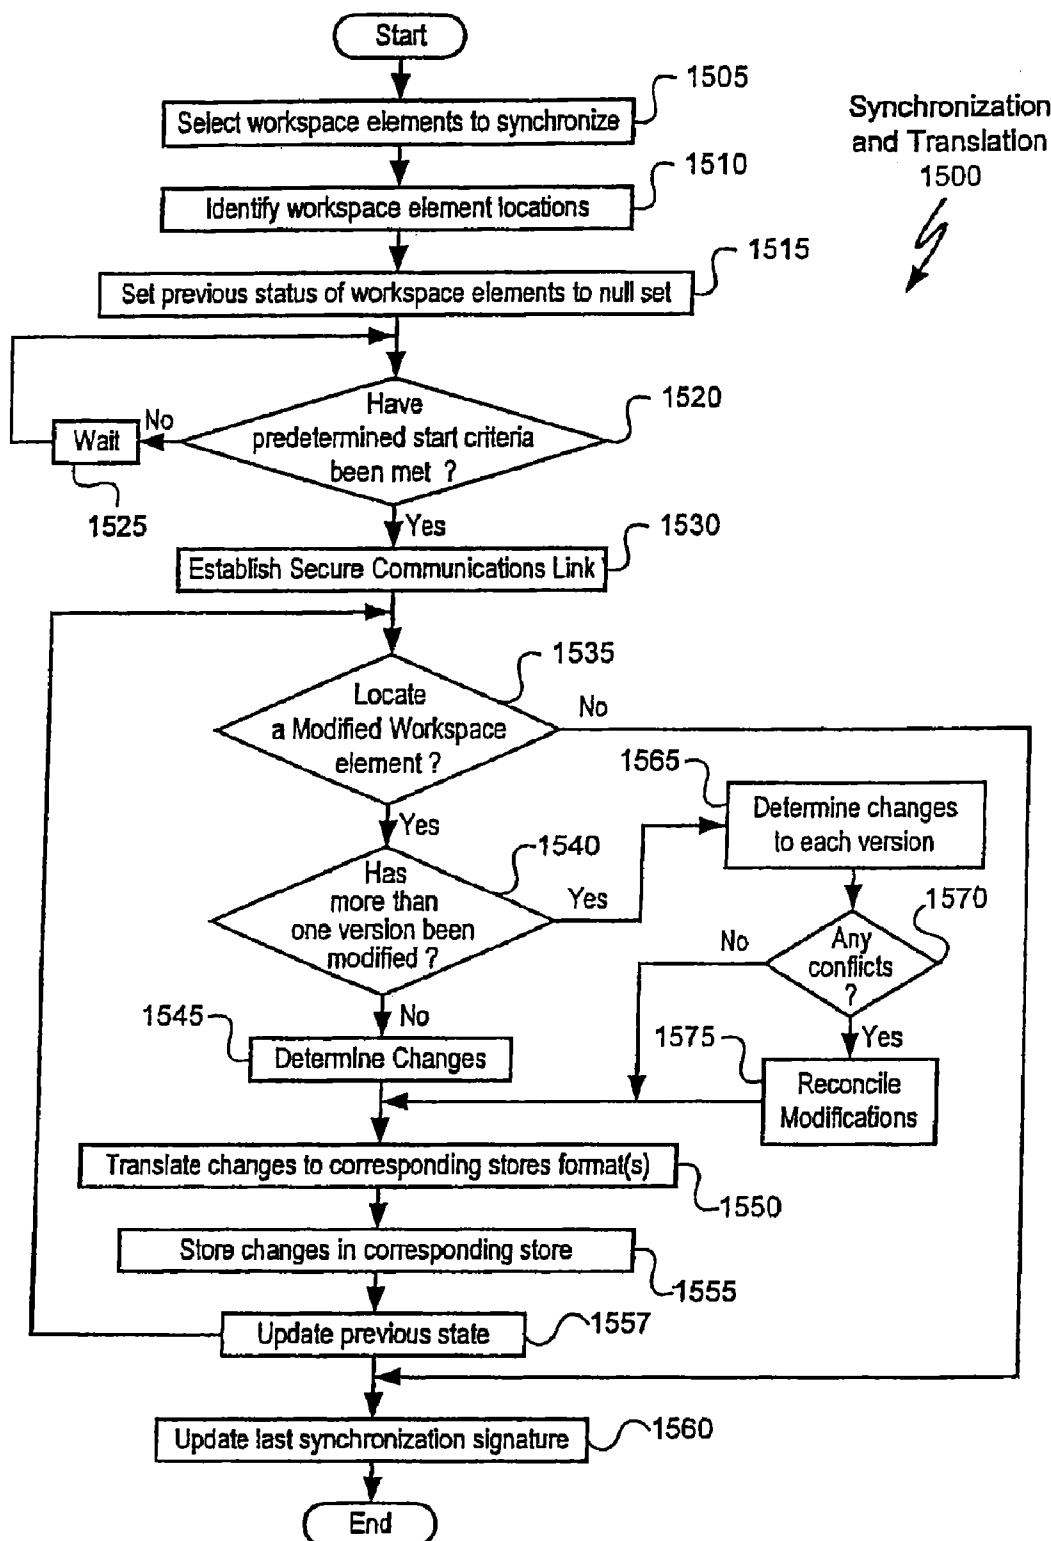 Start
1505
Select workspace elements to synchronize
Synchronization
and Translation
1500
1510
Identify workspace element locations
1515
Set previous status of workspace elements to null set
1520
Have
predetermined start criteria
been met ?
No
Wait
1525
Yes
1530
Establish Secure Communications Link
1535
Locate
a Modified Workspace
element ?
No
Yes
1565
Determine changes
to each version
1540
Has
more than
one version been
modified ?
Yes
1570
Any
conflicts
?
No
Yes
No
1545
Determine Changes
1575
Reconcile
Modifications
Translate changes to corresponding stores format(s)
1550
Store changes in corresponding store
1555
Update previous state
1557
Update last synchronization signature
1560
End